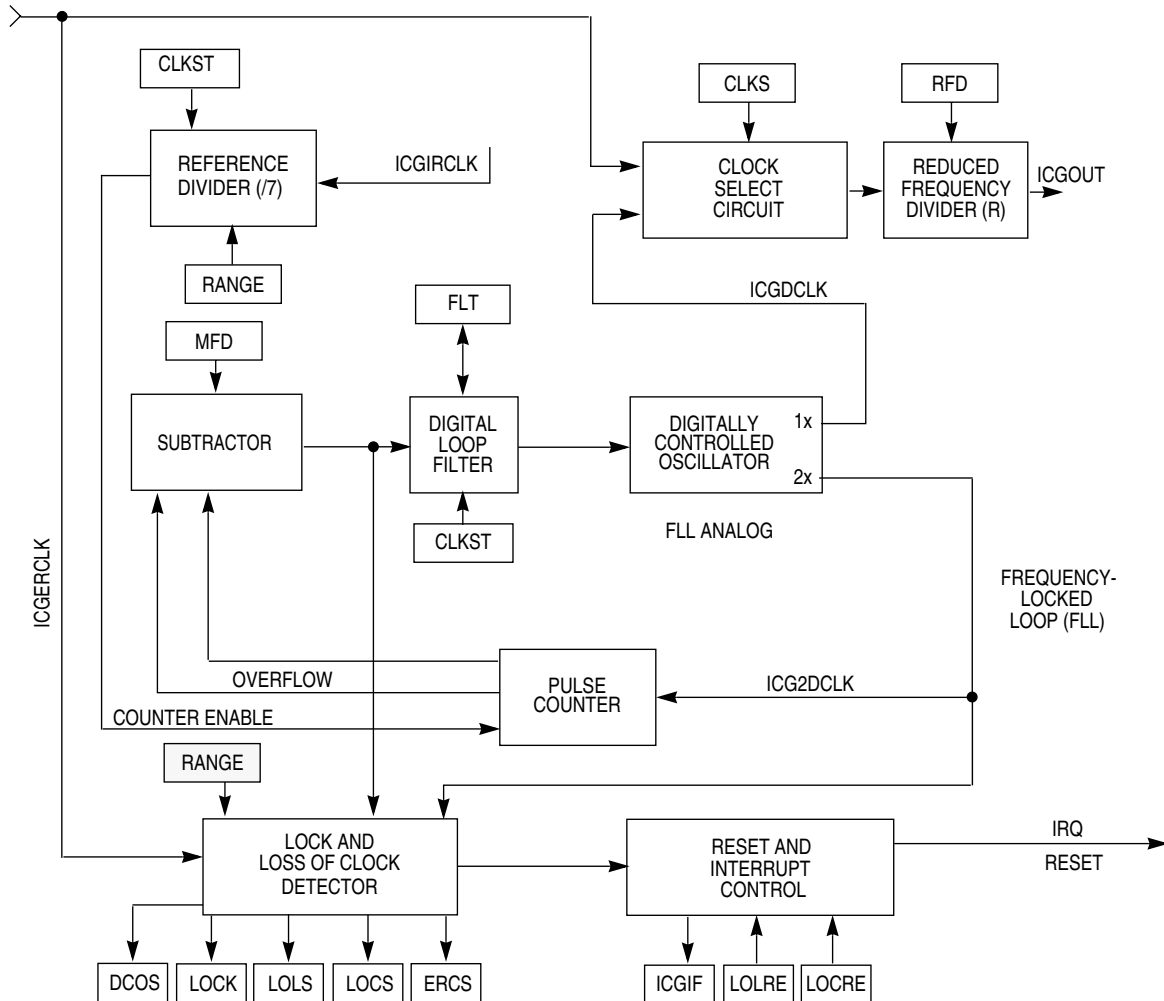 CLKST
CLKS
RFD
REFERENCE
DIVIDER (/7)
ICGIRCLK
CLOCK
SELECT
CIRCUIT
REDUCED
FREQUENCY
DIVIDER (R)
ICGOUT
RANGE
ICGDCLK
FLT
MFD
SUBTRACTOR
DIGITAL
LOOP
FILTER
DIGITALLY
CONTROLLED
OSCILLATOR
1x
2x
CLKST
FLL ANALOG
FREQUENCY-
LOCKED
LOOP (FLL)
ICGERCLK
OVERFLOW
PULSE
COUNTER
ICG2DCLK
COUNTER ENABLE
RANGE
LOCK AND
LOSS OF CLOCK
DETECTOR
RESET AND
INTERRUPT
CONTROL
IRQ
RESET
DCOS
LOCK
LOLS
LOCS
ERCS
ICGIF
LOLRE
LOCRE